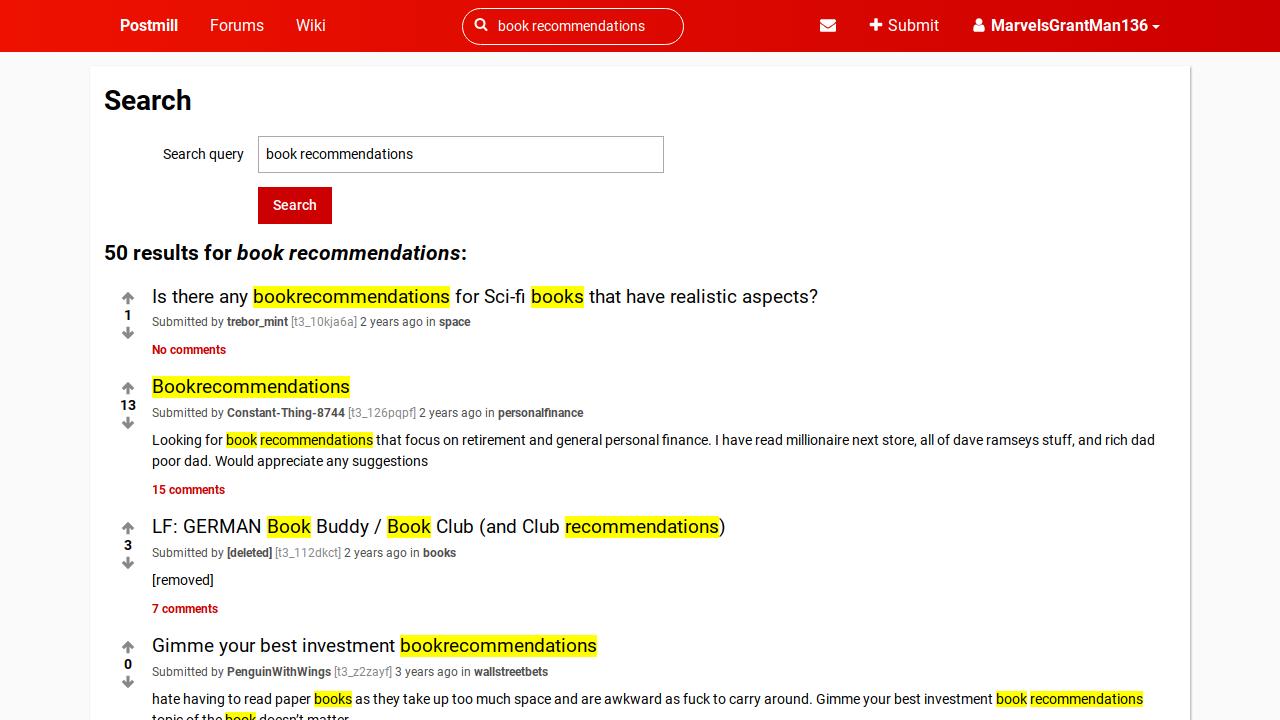 Postmill Forums Wiki book recommendations Submit MarvelsGrantMan136
Search
Search query book recommendations
Search
50 results for book recommendations:
Is there any bookrecommendations for Sci-fi books that have realistic aspects?
1
Submitted by trebor_mint [t3_10kja6a] 2 years ago in space
No comments
Bookrecommendations
13
Submitted by Constant-Thing-8744 [t3_126pqpf] 2 years ago in personalfinance
Looking for book recommendations that focus on retirement and general personal finance. I have read millionaire next store, all of dave ramseys stuff, and rich dad
poor dad. Would appreciate any suggestions
15 comments
LF: GERMAN Book Buddy / Book Club (and Club recommendations)
3
Submitted by [deleted] [t3_112dkct] 2 years ago in books
[removed]
7 comments
Gimme your best investment bookrecommendations
0
Submitted by PenguinWithWings [t3_z2zayf] 3 years ago in wallstreetbets
hate having to read paper books as they take up too much space and are awkward as fuck to carry around. Gimme your best investment book recommendations
topic of the book doesn't matter